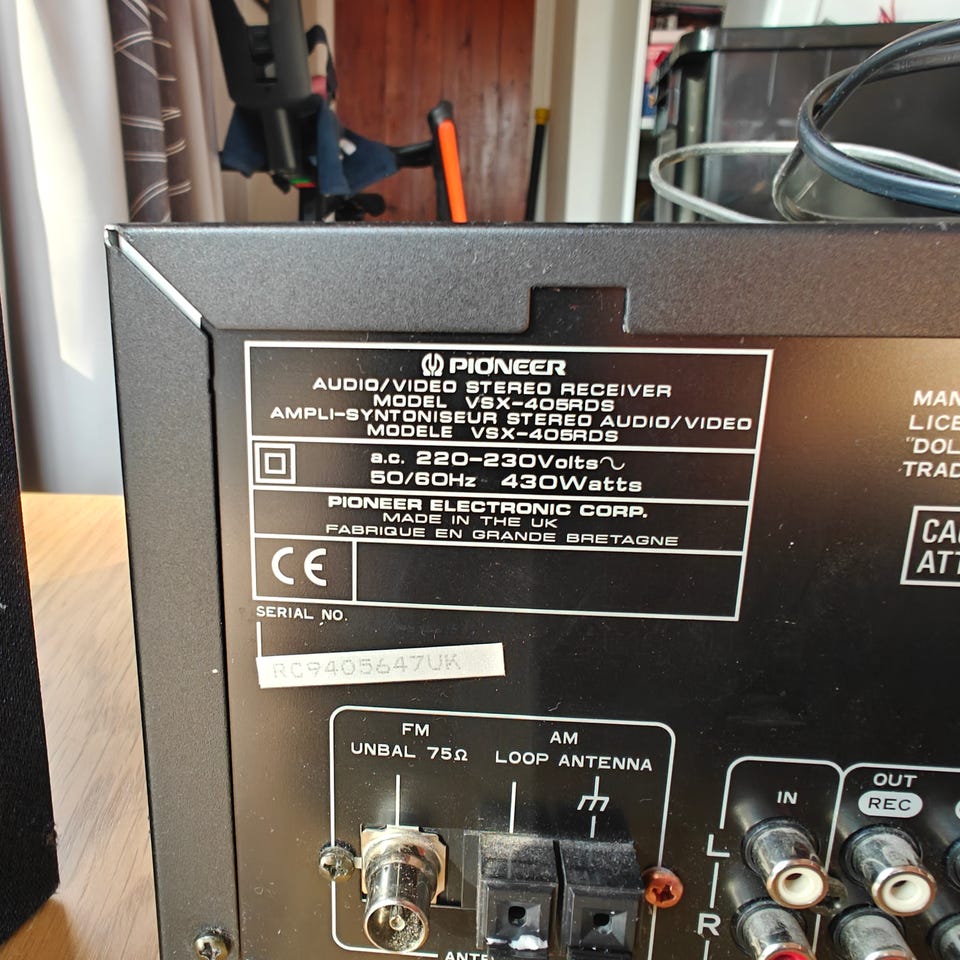 PIONEER
AUDIO/VIDEO STEREO RECEIVER
MODEL VSX-405RDS
AMPLI-SYNTONISEUR STEREO AUDIO/VIDEO
MODELE VSX-405RDS
a.c. 220-230Volts~
50/60Hz 430Watts
PIONEER ELECTRONIC CORP.
MADE IN THE UK
FABRIQUE EN GRANDE BRETAGNE
CE
SERIAL NO.
RC9405647UK
MAN
LICE
"DOL
TRAD
CAU
ATT
FM
UNBAL 75Ω
AM
LOOP ANTENNA
IN
OUT
REC
L
R
ANTE